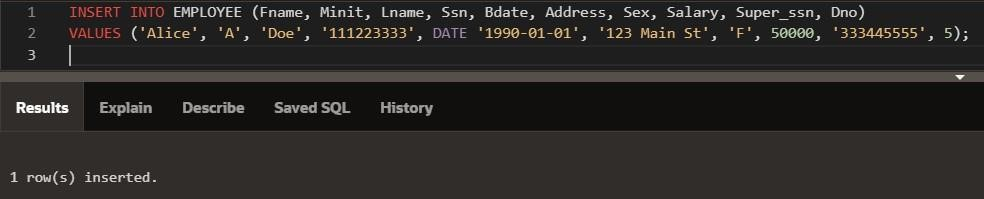 1 INSERT INTO EMPLOYEE (Fname, Minit, Lname, Ssn, Bdate, Address, Sex, Salary, Super_ssn, Dno)
2 VALUES ('Alice', 'A', 'Doe', '111223333', DATE '1990-01-01', '123 Main St', 'F', 50000, '333445555', 5);
3
Results Explain Describe Saved SQL History
1 row(s) inserted.